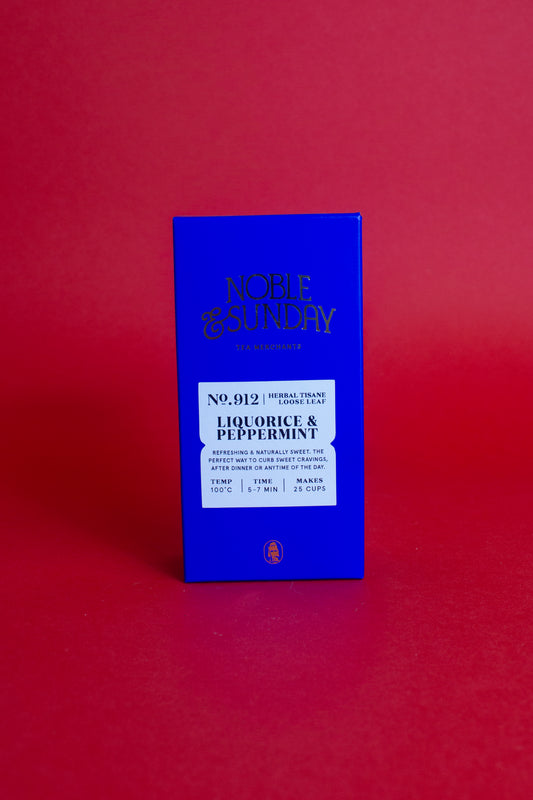 NOBLE
&SUNDAY
TEA MERCHANTS
No.912 | HERBAL TISANE
LOOSE LEAF
LIQUORICE &
PEPPERMINT
REFRESHING & NATURALLY SWEET. THE
PERFECT WAY TO CURB SWEET CRAVINGS,
AFTER DINNER OR ANYTIME OF THE DAY.
TEMP | TIME | MAKES
100°C | 5-7 MIN | 25 CUPS